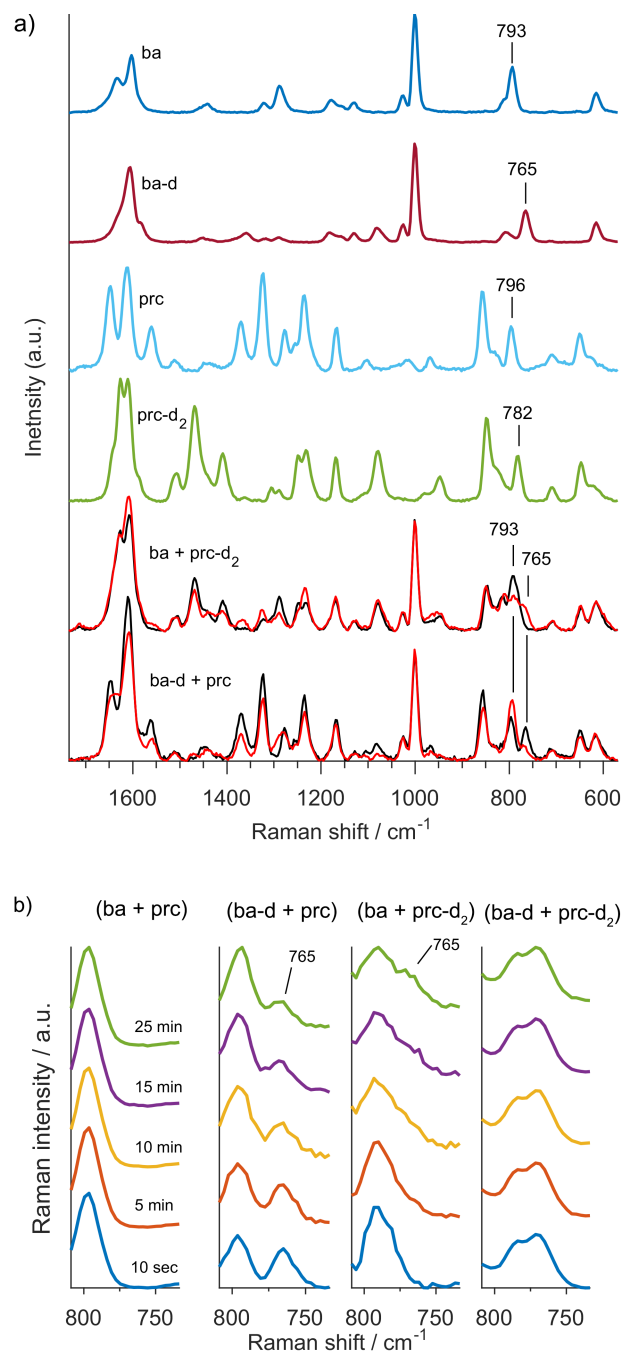 a)
ba
793
ba-d
765
prc
796
prc-d2
782
ba + prc-d2
793
765
ba-d + prc
Inetnsity (a.u.)
1600 1400 1200 1000 800 600
Raman shift / cm-1
b)
(ba + prc) (ba-d + prc) (ba + prc-d2) (ba-d + prc-d2)
765 765
25 min
15 min
10 min
5 min
10 sec
Raman intensity / a.u.
800 750 800 750 800 750 800 750
Raman shift / cm-1